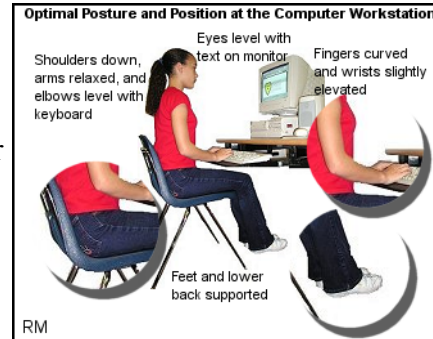 Optimal Posture and Position at the Computer Workstation
Eyes level with
text on monitor
Shoulders down,
arms relaxed, and
elbows level with
keyboard
Fingers curved
and wrists slightly
elevated
Feet and lower
back supported
RM